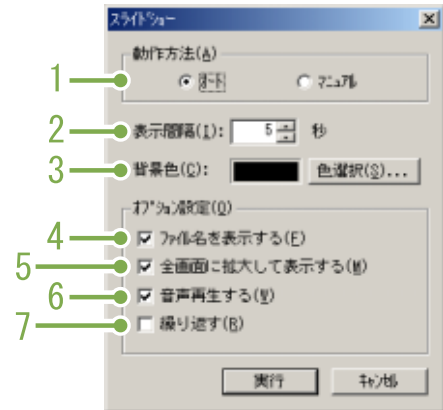 スライドショー
動作方法(A)
1 オート マニュアル
2 表示間隔(I): 5 秒
3 背景色(C): 色選択(S)...
オプション設定(O)
4 ファイル名を表示する(F)
5 全画面に拡大して表示する(M)
6 音声再生する(V)
7 繰り返す(R)
実行 キャンセル